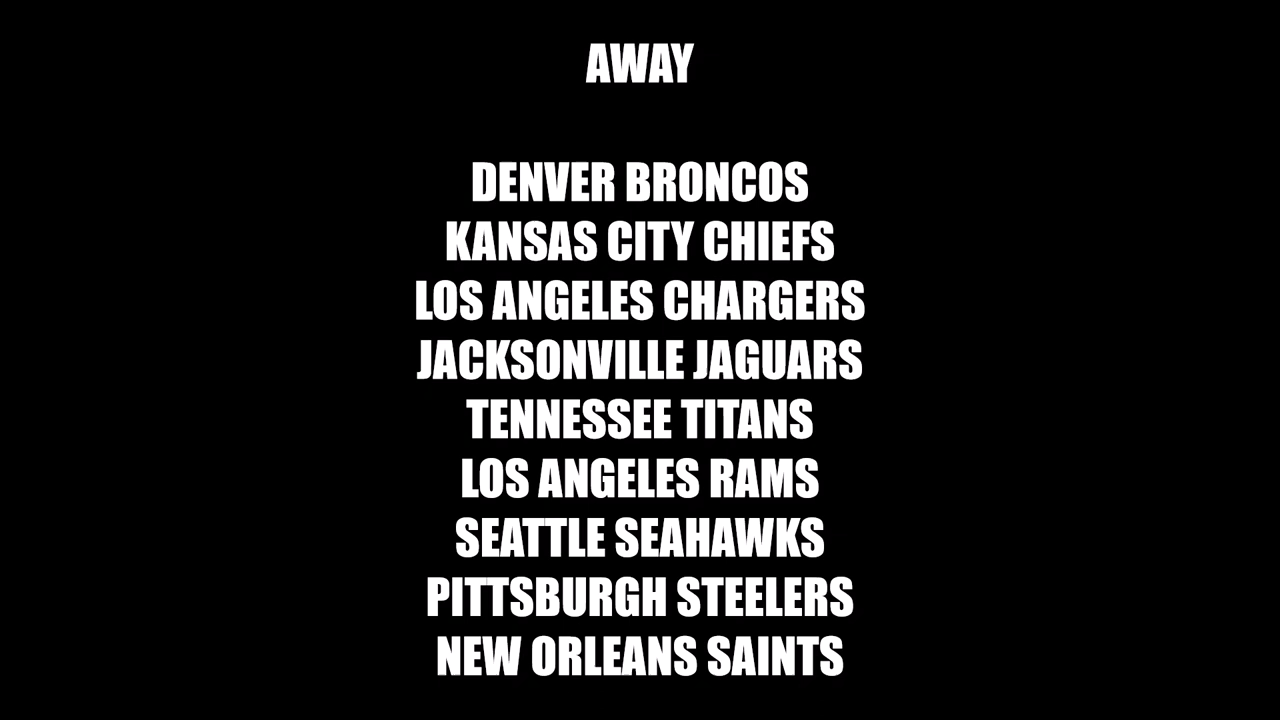 AWAY
DENVER BRONCOS
KANSAS CITY CHIEFS
LOS ANGELES CHARGERS
JACKSONVILLE JAGUARS
TENNESSEE TITANS
LOS ANGELES RAMS
SEATTLE SEAHAWKS
PITTSBURGH STEELERS
NEW ORLEANS SAINTS